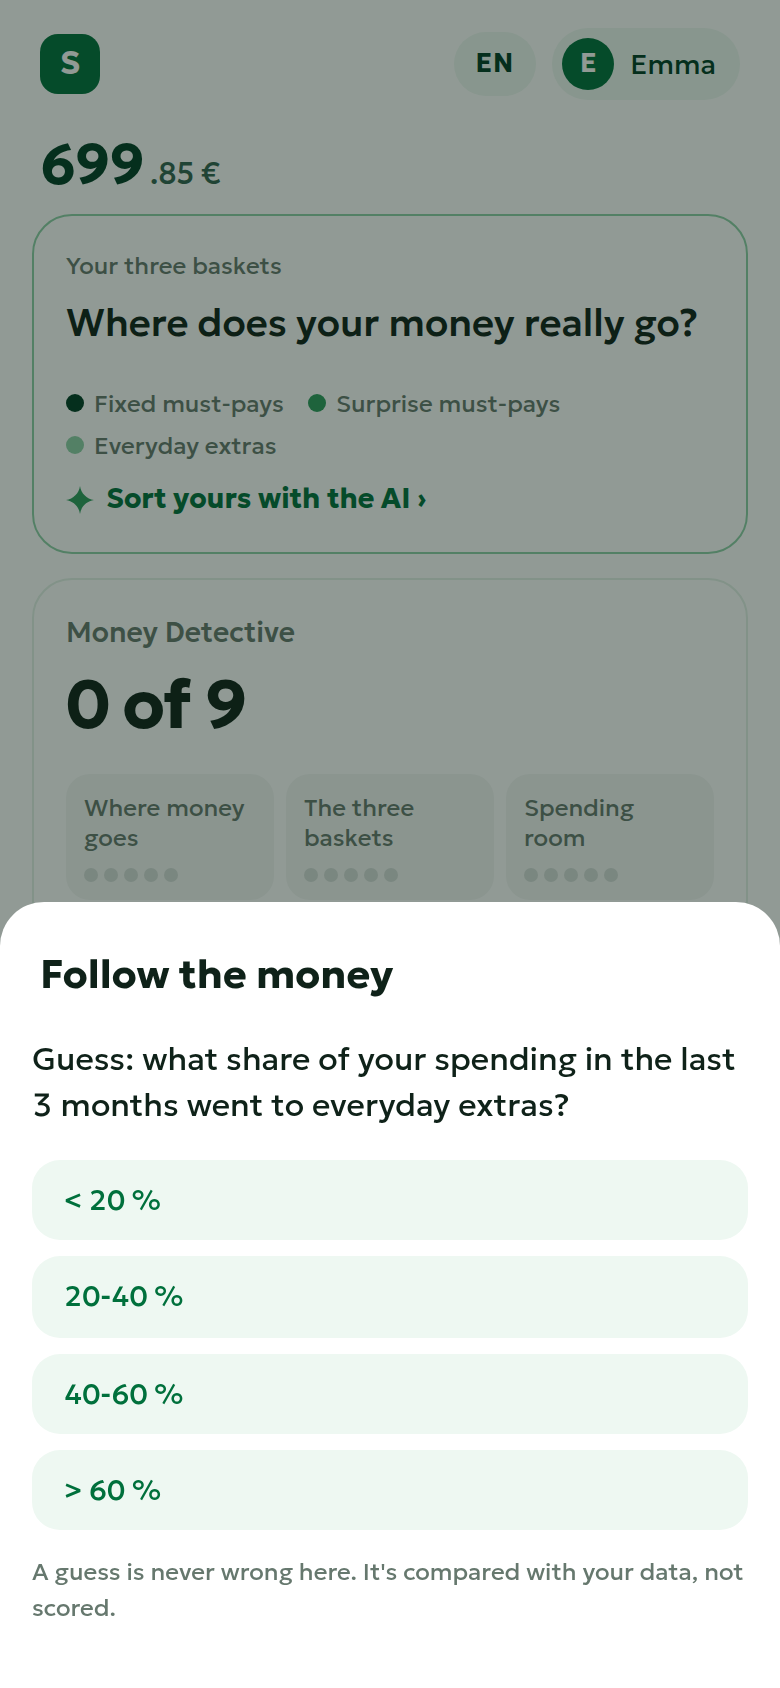 S
EN
E
Emma
699.85 €
Your three baskets
Where does your money really go?
Fixed must-pays
Surprise must-pays
Everyday extras
Sort yours with the AI ›
Money Detective
0 of 9
Where money
goes
The three
baskets
Spending
room
Follow the money
Guess: what share of your spending in the last
3 months went to everyday extras?
< 20 %
20-40 %
40-60 %
> 60 %
A guess is never wrong here. It's compared with your data, not
scored.